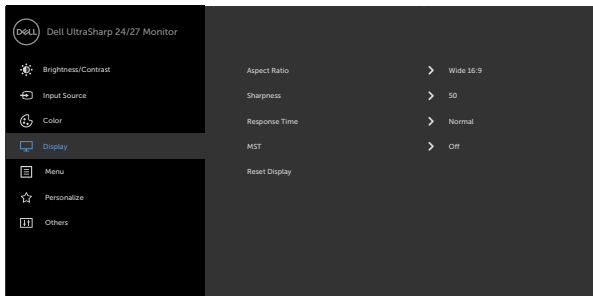 DELL
Dell UltraSharp 24/27 Monitor
Brightness/Contrast
Input Source
Color
Display
Menu
Personalize
Others
Aspect Ratio Wide 16:9
Sharpness 50
Response Time Normal
MST Off
Reset Display